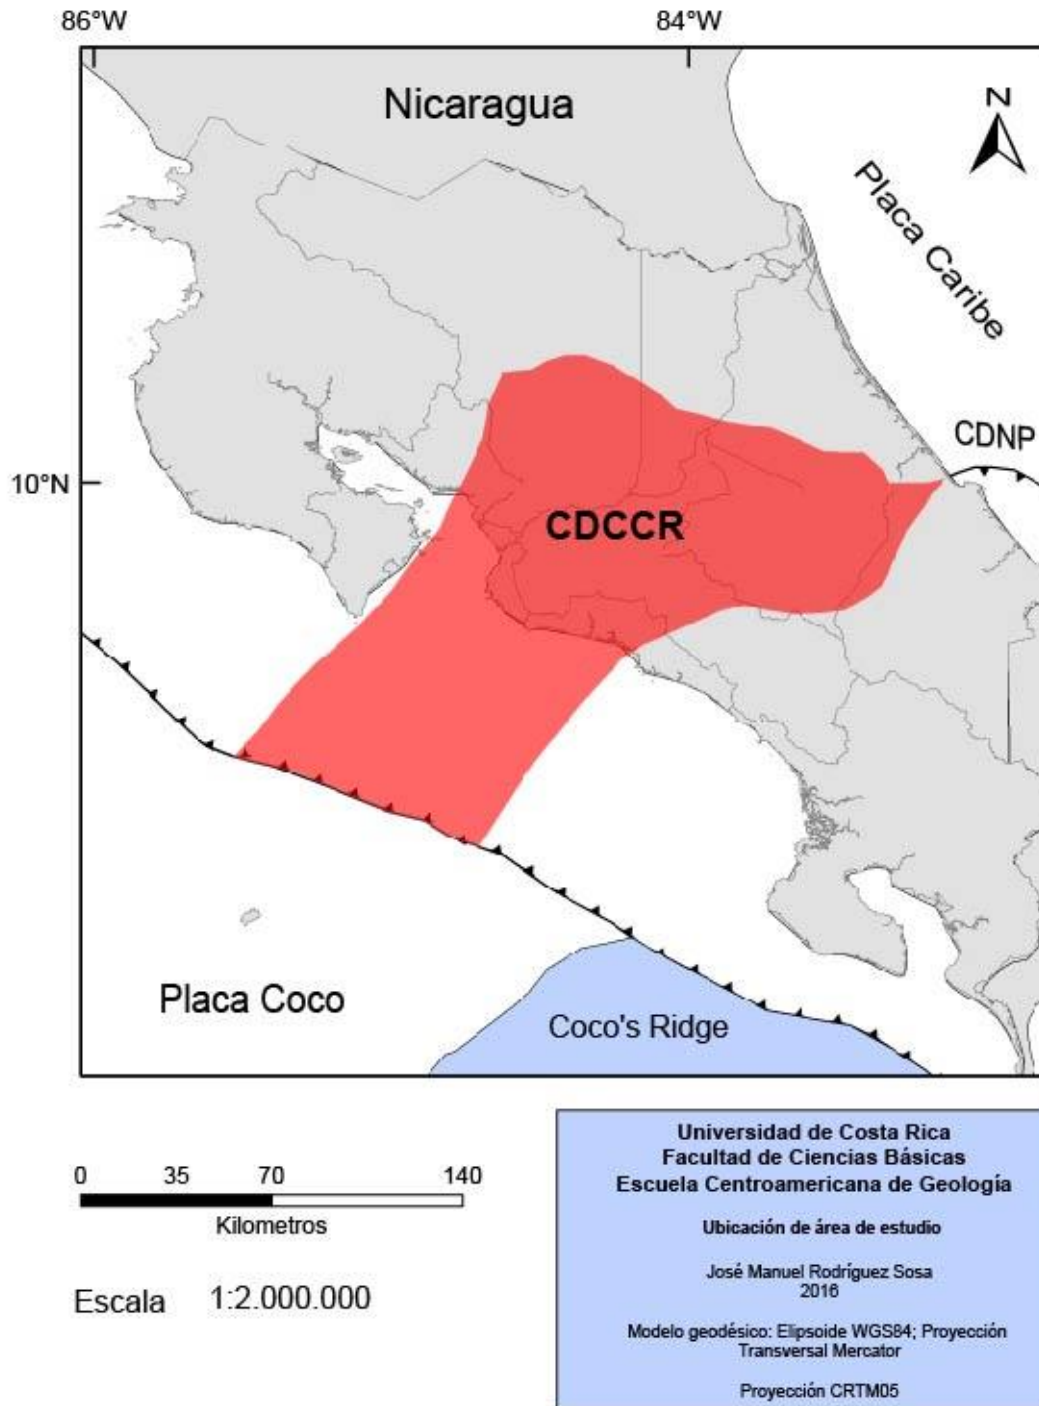 86°W
84°W
Nicaragua
N
Placa Caribe
CDNP
10°N
CDCCR
Placa Coco
Coco's Ridge
0 35 70 140
Kilometros
Escala 1:2.000.000
Universidad de Costa Rica
Facultad de Ciencias Básicas
Escuela Centroamericana de Geología
Ubicación de área de estudio
José Manuel Rodríguez Sosa
2016
Modelo geodésico: Elipsoide WGS84; Proyección
Transversal Mercator
Proyección CRTM05